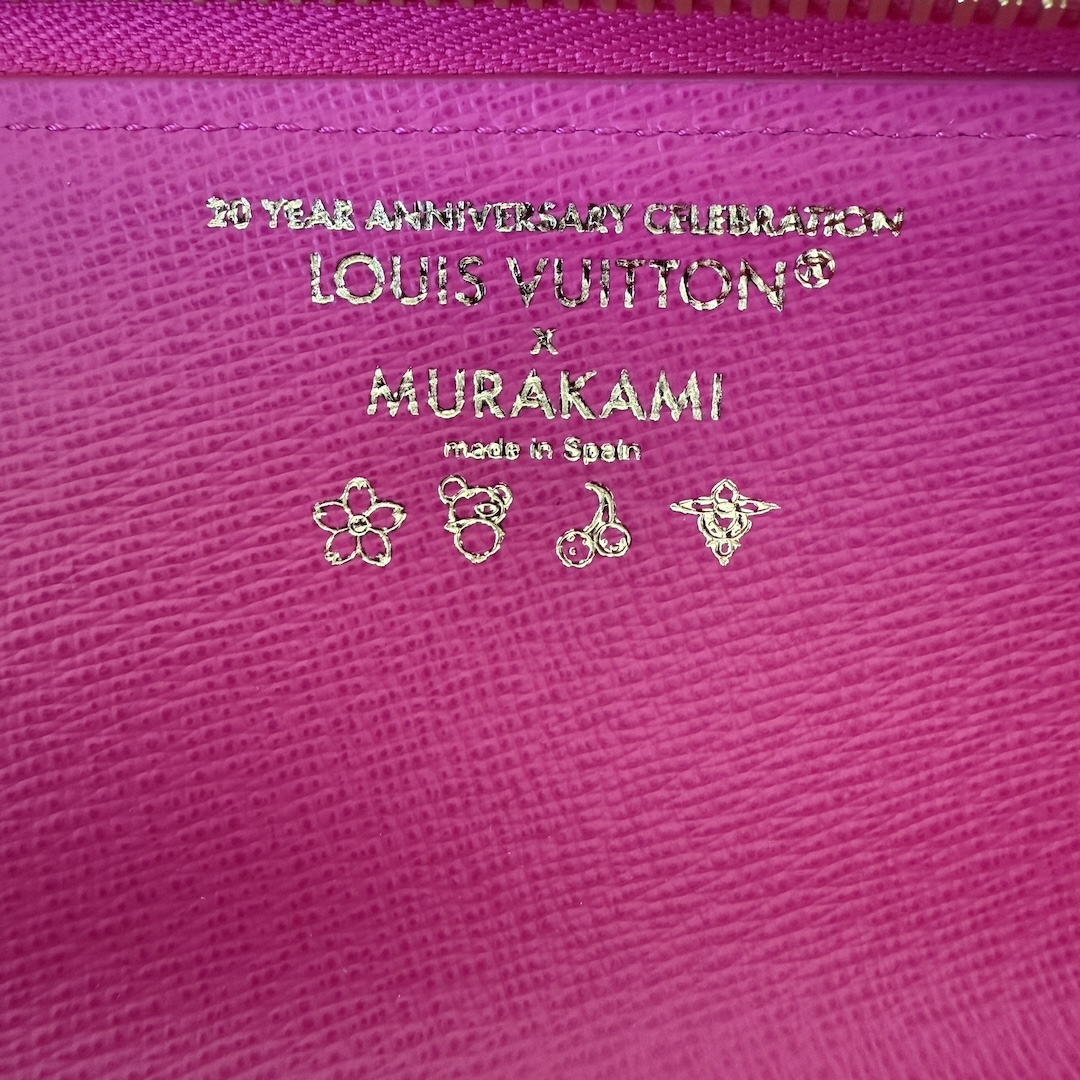 20 YEAR ANNIVERSARY CELEBRATION
LOUIS VUITTON®
x
MURAKAMI
made in Spain